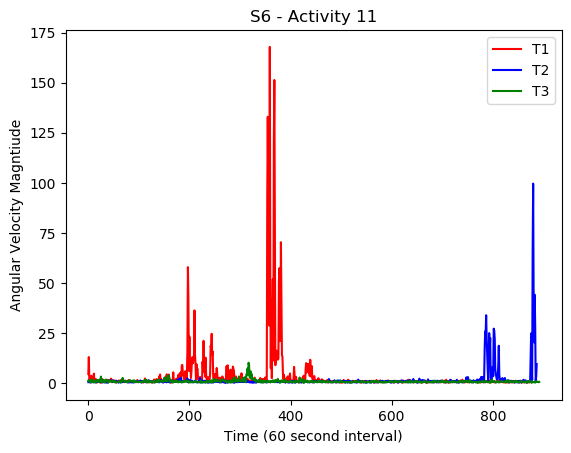 S6 - Activity 11
175
150
125
100
75
50
25
0
Angular Velocity Magntiude
T1
T2
T3
0 200 400 600 800
Time (60 second interval)